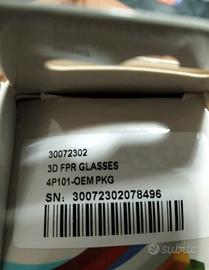 30072302
3D FPR GLASSES
4P101-OEM PKG
SN: 30072302078496
subito